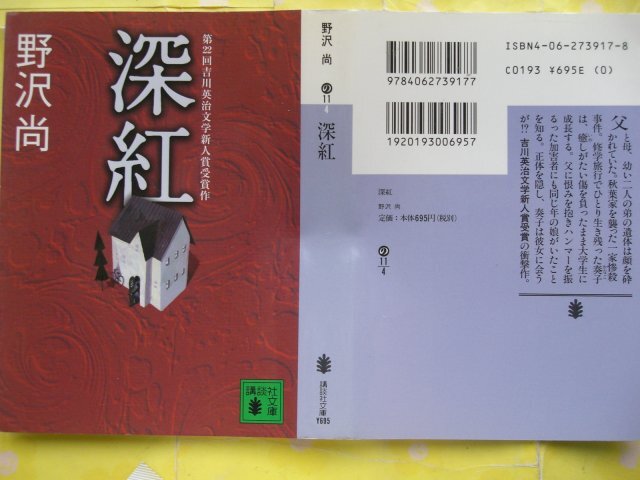 野沢 尚
深紅
第22回吉川英治文学新人賞受賞作
講談社文庫
野沢 尚
の11
4
深紅
講談社文庫
¥695
9784062739177
1920193006957
ISBN4-06-273917-8
C0193 ¥695E (0)
深紅
野沢 尚
定価:本体695円(税別)
の11
4
父と母、幼い二人の弟の遺体は顔を砕
かれていた。秋葉家を襲った一家惨殺
事件。修学旅行でひとり生き残った奏子
は、癒しがたい傷を負ったまま大学生に
成長する。父に恨みを抱きハンマーを振
るった加害者にも同じ年の娘がいたこと
を知る。正体を隠し、奏子は彼女に会う
が!? 吉川英治文学新人賞受賞の衝撃作。